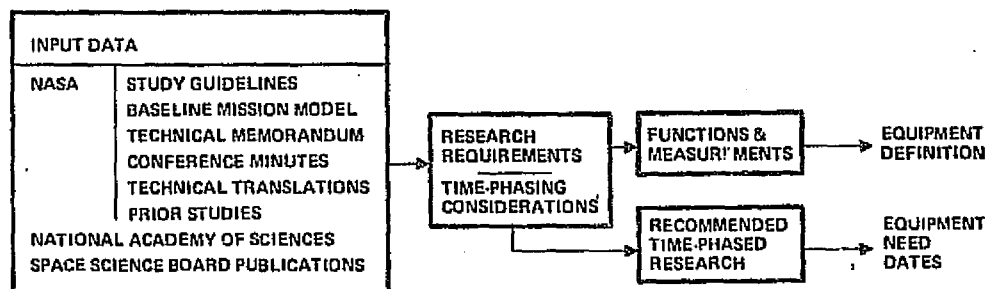 INPUT DATA
NASA
STUDY GUIDELINES
BASELINE MISSION MODEL
TECHNICAL MEMORANDUM
CONFERENCE MINUTES
TECHNICAL TRANSLATIONS
PRIOR STUDIES
NATIONAL ACADEMY OF SCIENCES
SPACE SCIENCE BOARD PUBLICATIONS
RESEARCH
REQUIREMENTS
TIME-PHASING
CONSIDERATIONS
FUNCTIONS &
MEASUREMENTS
EQUIPMENT
DEFINITION
RECOMMENDED
TIME-PHASED
RESEARCH
EQUIPMENT
NEED
DATES